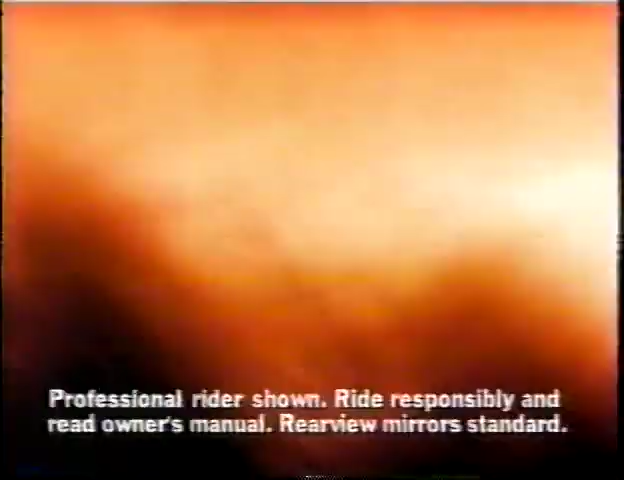 Professional rider shown. Ride responsibly and
read owner's manual. Rearview mirrors standard.